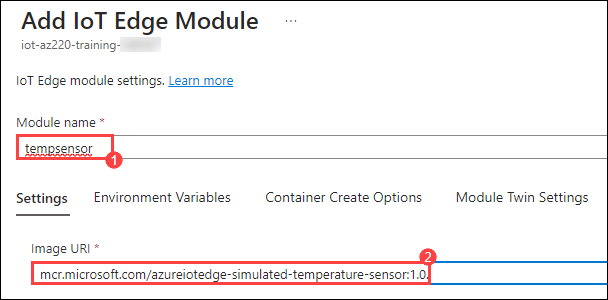 Add IoT Edge Module ...
iot-az220-training-
IoT Edge module settings. Learn more
Module name *
tempsensor
1
Settings Environment Variables Container Create Options Module Twin Settings
2
Image URI *
mcr.microsoft.com/azureiotedge-simulated-temperature-sensor:1.0.